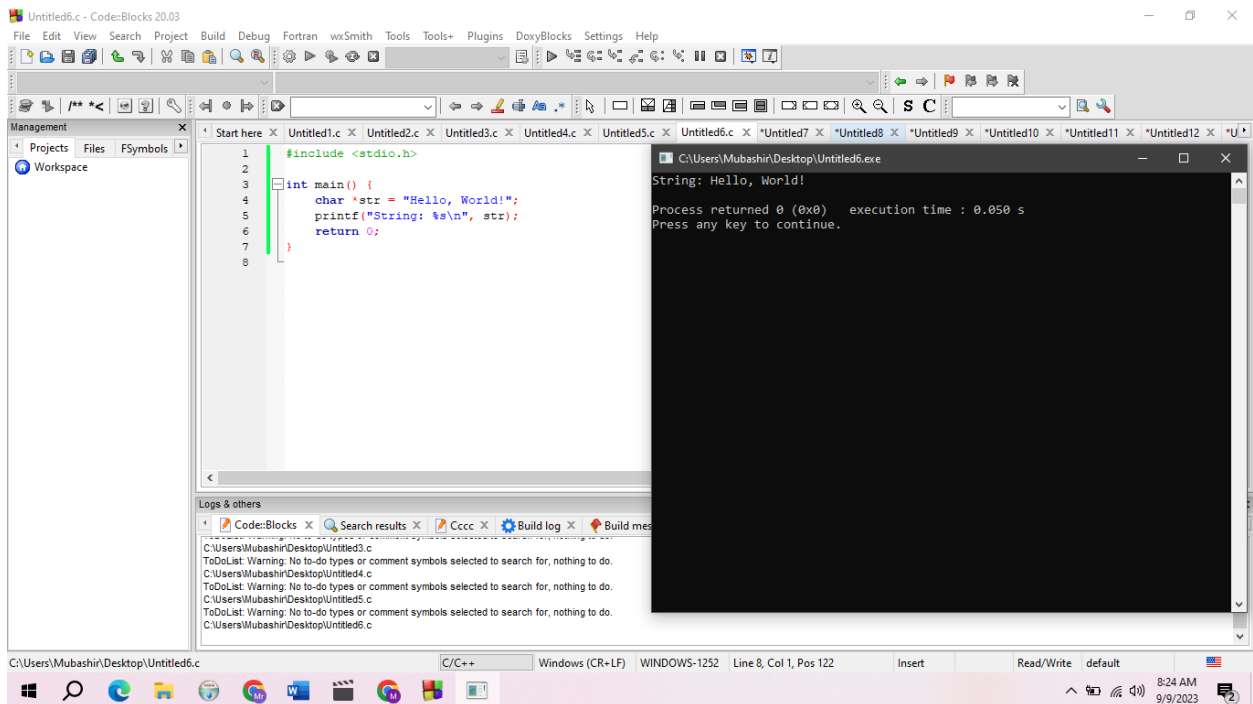 Untitled6.c - Code::Blocks 20.03
File Edit View Search Project Build Debug Fortran wxSmith Tools Tools+ Plugins DoxyBlocks Settings Help
/** *<
S C
Management X
Start here X Untitled1.c X Untitled2.c X Untitled3.c X Untitled4.c X Untitled5.c X Untitled6.c X *Untitled7 X *Untitled8 X *Untitled9 X *Untitled10 X *Untitled11 X *Untitled12 X *U
Projects Files FSymbols
Workspace
1 #include <stdio.h>
2
3 int main() {
4 char *str = "Hello, World!";
5 printf("String: %s\n", str);
6 return 0;
7 }
8
C:\Users\Mubashir\Desktop\Untitled6.exe
String: Hello, World!
Process returned 0 (0x0) execution time : 0.050 s
Press any key to continue.
Logs & others
Code::Blocks X Search results X Cccc X Build log X Build mes
C:\Users\Mubashir\Desktop\Untitled3.c
ToDoList: Warning: No to-do types or comment symbols selected to search for, nothing to do.
C:\Users\Mubashir\Desktop\Untitled4.c
ToDoList: Warning: No to-do types or comment symbols selected to search for, nothing to do.
C:\Users\Mubashir\Desktop\Untitled5.c
ToDoList: Warning: No to-do types or comment symbols selected to search for, nothing to do.
C:\Users\Mubashir\Desktop\Untitled6.c
C:\Users\Mubashir\Desktop\Untitled6.c C/C++ Windows (CR+LF) WINDOWS-1252 Line 8, Col 1, Pos 122 Insert Read/Write default
8:24 AM
9/9/2023